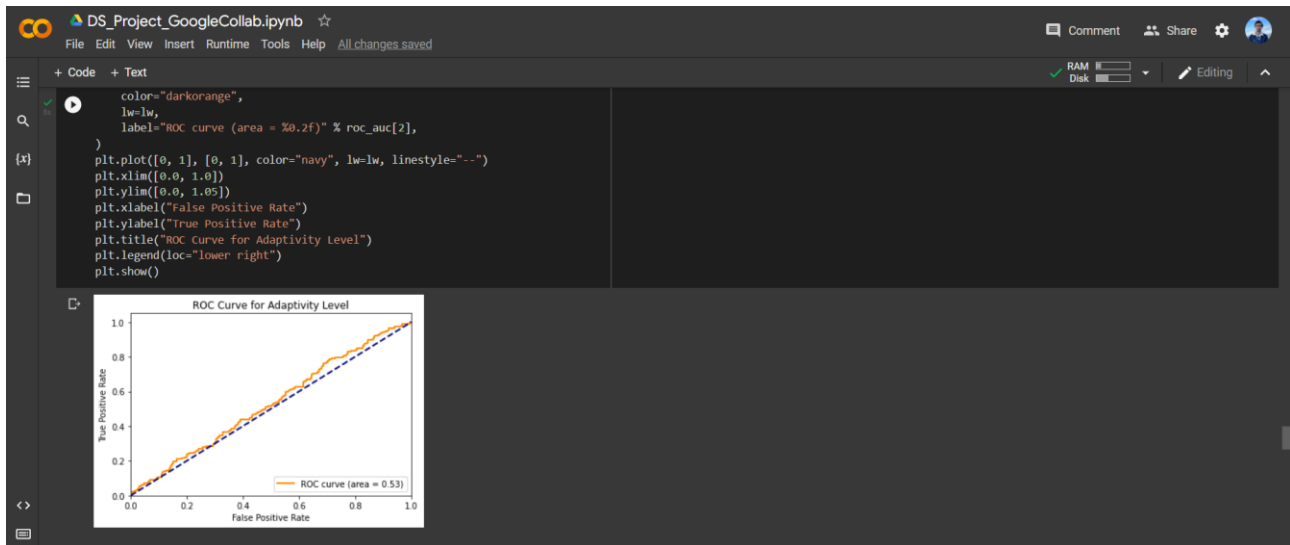 DS_Project_GoogleCollab.ipynb
Comment Share
File Edit View Insert Runtime Tools Help All changes saved
+ Code + Text
RAM
Disk
Editing
color="darkorange",
lw=lw,
label="ROC curve (area = %0.2f)" % roc_auc[2],
)
plt.plot([0, 1], [0, 1], color="navy", lw=lw, linestyle="--")
plt.xlim([0.0, 1.0])
plt.ylim([0.0, 1.05])
plt.xlabel("False Positive Rate")
plt.ylabel("True Positive Rate")
plt.title("ROC Curve for Adaptivity Level")
plt.legend(loc="lower right")
plt.show()
{x}
ROC Curve for Adaptivity Level
1.0
0.8
0.6
0.4
0.2
0.0
True Positive Rate
ROC curve (area = 0.53)
0.0 0.2 0.4 0.6 0.8 1.0
False Positive Rate
<>